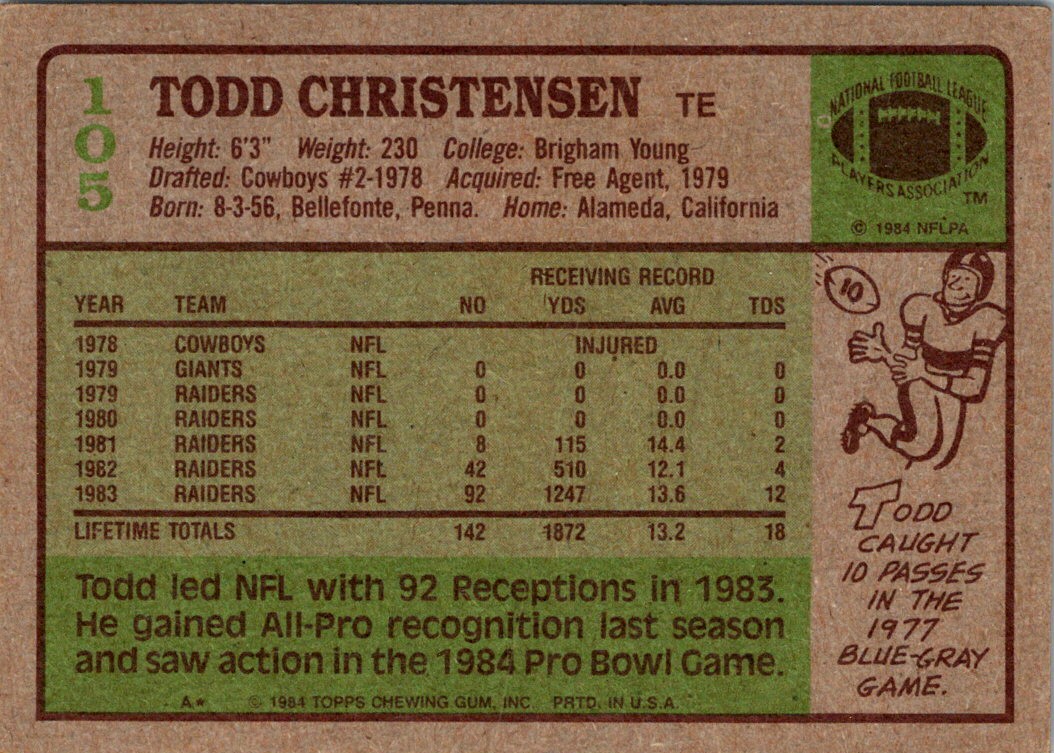 105
TODD CHRISTENSEN TE
Height: 6'3" Weight: 230 College: Brigham Young
Drafted: Cowboys #2-1978 Acquired: Free Agent, 1979
Born: 8-3-56, Bellefonte, Penna. Home: Alameda, California
NATIONAL FOOTBALL LEAGUE
PLAYERS ASSOCIATION
TM
© 1984 NFLPA
RECEIVING RECORD
YEAR TEAM NO YDS AVG TDS
1978 COWBOYS NFL INJURED
1979 GIANTS NFL 0 0 0.0 0
1979 RAIDERS NFL 0 0 0.0 0
1980 RAIDERS NFL 0 0 0.0 0
1981 RAIDERS NFL 8 115 14.4 2
1982 RAIDERS NFL 42 510 12.1 4
1983 RAIDERS NFL 92 1247 13.6 12
LIFETIME TOTALS 142 1872 13.2 18
Todd led NFL with 92 Receptions in 1983.
He gained All-Pro recognition last season
and saw action in the 1984 Pro Bowl Game.
A* © 1984 TOPPS CHEWING GUM, INC. PRTD. IN U.S.A.
10
TODD
CAUGHT
10 PASSES
IN THE
1977
BLUE-GRAY
GAME.